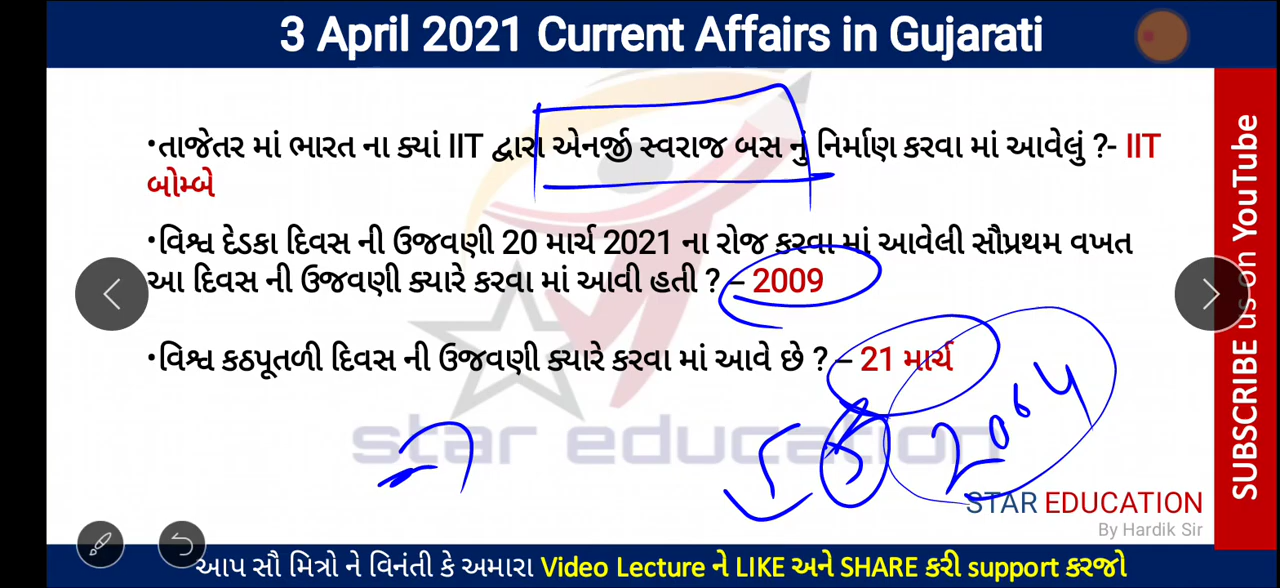 3 April 2021 Current Affairs in Gujarati
•તાજેતર માં ભારત ના ક્યાં IIT દ્વારા એનર્જી સ્વરાજ બસ નું નિર્માણ કરવા માં આવેલું ?- IIT
બોમ્બે
•વિશ્વ દેડકા દિવસ ની ઉજવણી 20 માર્ચ 2021 ના રોજ કરવા માં આવેલી સૌપ્રથમ વખત
આ દિવસ ની ઉજવણી ક્યારે કરવા માં આવી હતી ? – 2009
•વિશ્વ કઠપૂતળી દિવસ ની ઉજવણી ક્યારે કરવા માં આવે છે ? – 21 માર્ચ
star education
STAR EDUCATION
By Hardik Sir
આપ સૌ મિત્રો ને વિનંતી કે અમારા Video Lecture ને LIKE અને SHARE કરી support કરજો
SUBSCRIBE us on YouTube